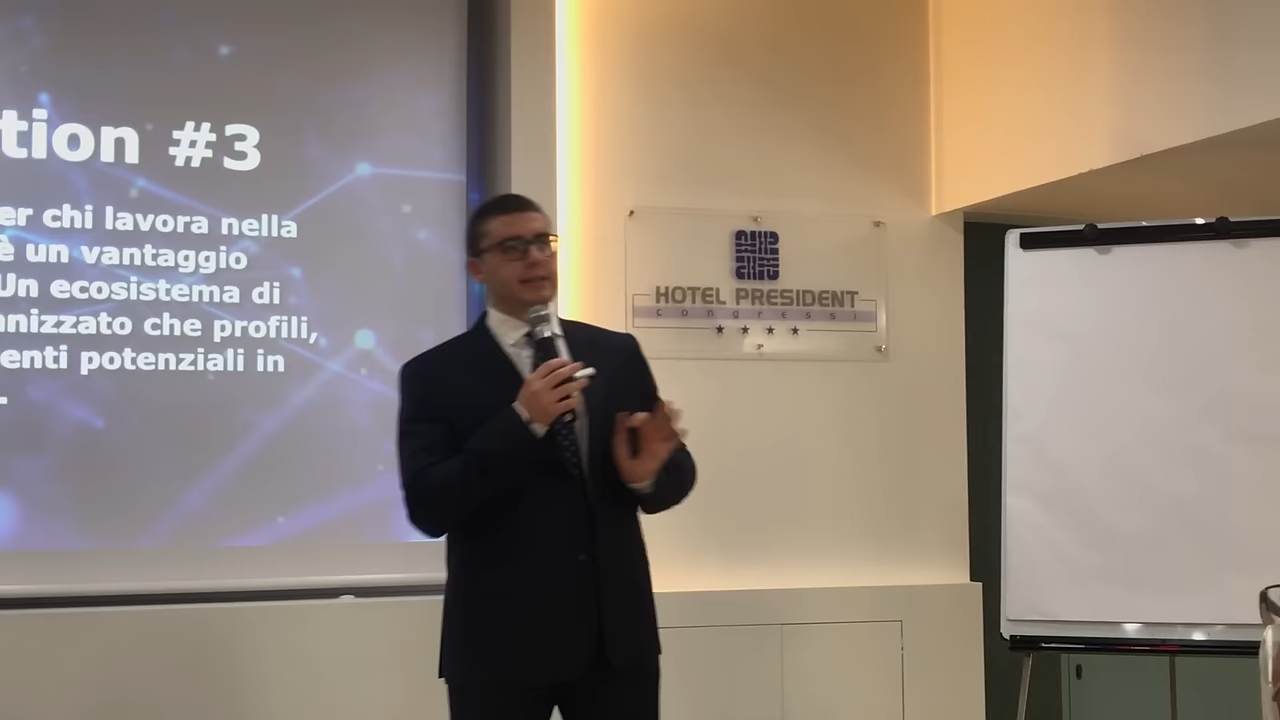 tion #3
er chi lavora nella
è un vantaggio
Un ecosistema di
anizzato che profili,
enti potenziali in
HOTEL PRESIDENT
congressi